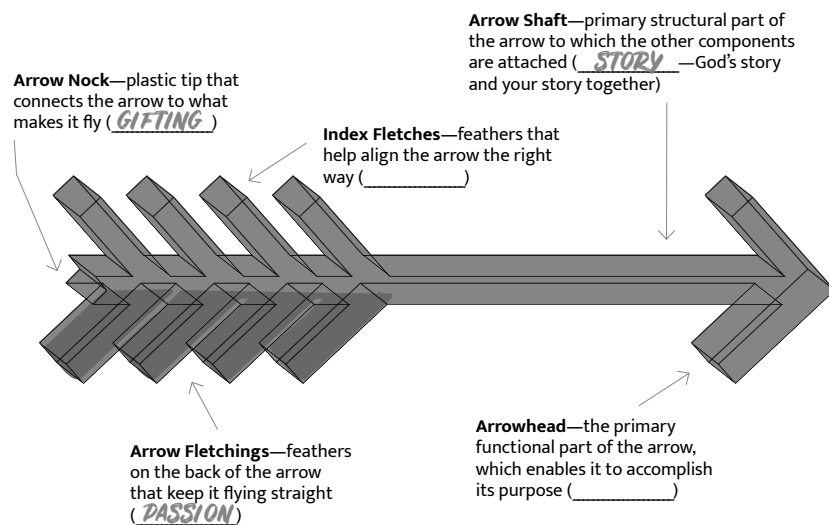 Arrow Shaft—primary structural part of
the arrow to which the other components
are attached (STORY—God's story
and your story together)
Arrow Nock—plastic tip that
connects the arrow to what
makes it fly (GIFTING)
Index Fletches—feathers that
help align the arrow the right
way (______________)
Arrow Fletchings—feathers
on the back of the arrow
that keep it flying straight
(PASSION)
Arrowhead—the primary
functional part of the arrow,
which enables it to accomplish
its purpose (______________)